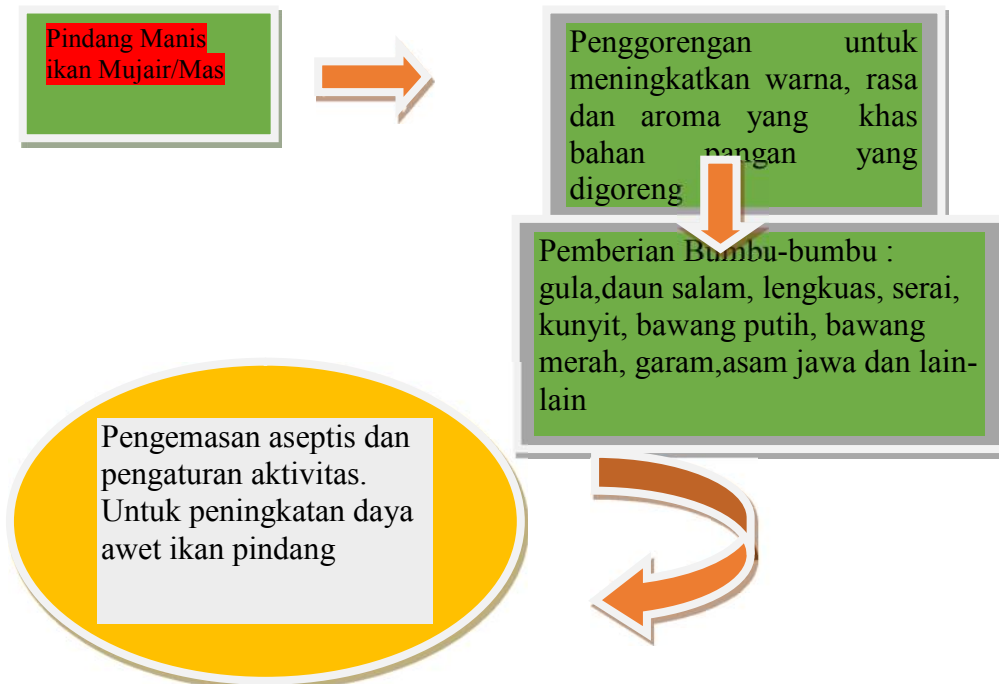 Pindang Manis
ikan Mujair/Mas
Penggorengan untuk
meningkatkan warna, rasa
dan aroma yang khas
bahan pangan yang
digoreng
Pemberian Bumbu-bumbu :
gula,daun salam, lengkuas, serai,
kunyit, bawang putih, bawang
merah, garam,asam jawa dan lain-
lain
Pengemasan aseptis dan
pengaturan aktivitas.
Untuk peningkatan daya
awet ikan pindang